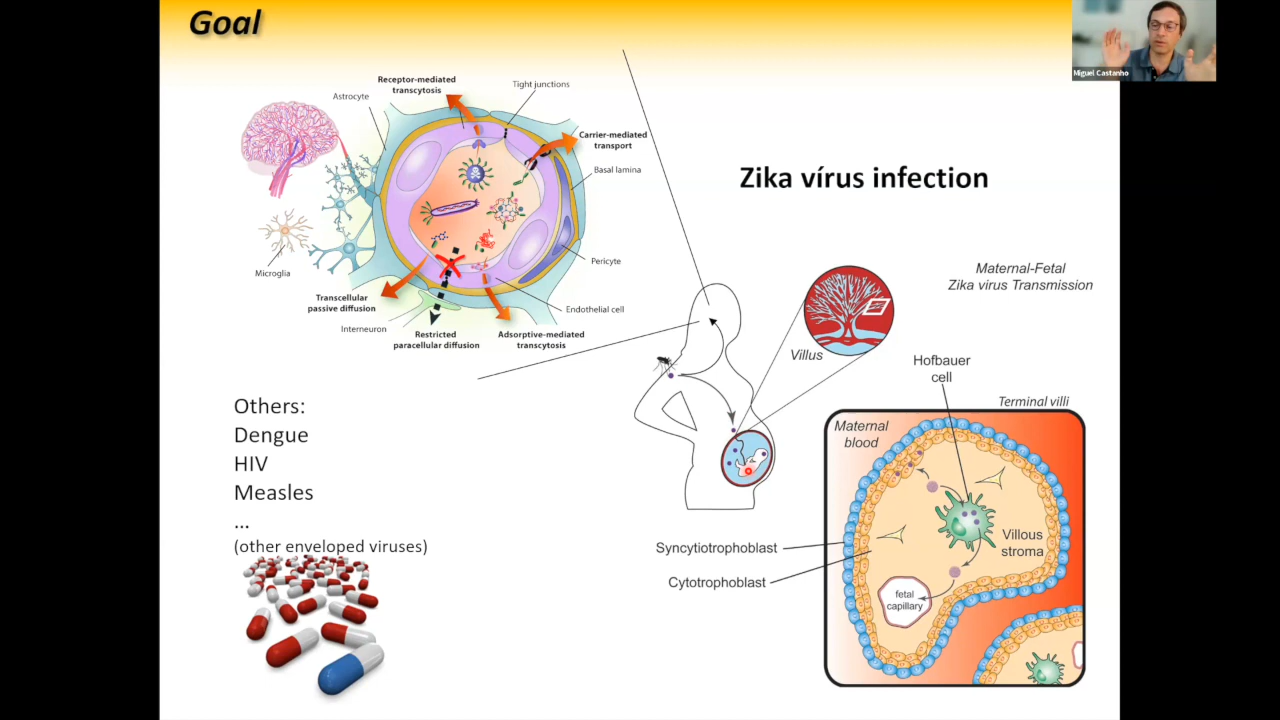 Goal
Miguel Castanho
Receptor-mediated
transcytosis
Tight junctions
Astrocyte
Carrier-mediated
transport
Basal lamina
Microglia
Pericyte
Transcellular
passive diffusion
Endothelial cell
Interneuron
Restricted
paracellular diffusion
Adsorptive-mediated
transcytosis
Zika vírus infection
Maternal-Fetal
Zika virus Transmission
Villus
Hofbauer
cell
Terminal villi
Maternal
blood
Villous
stroma
Syncytiotrophoblast
Cytotrophoblast
fetal
capillary
Others:
Dengue
HIV
Measles
...
(other enveloped viruses)